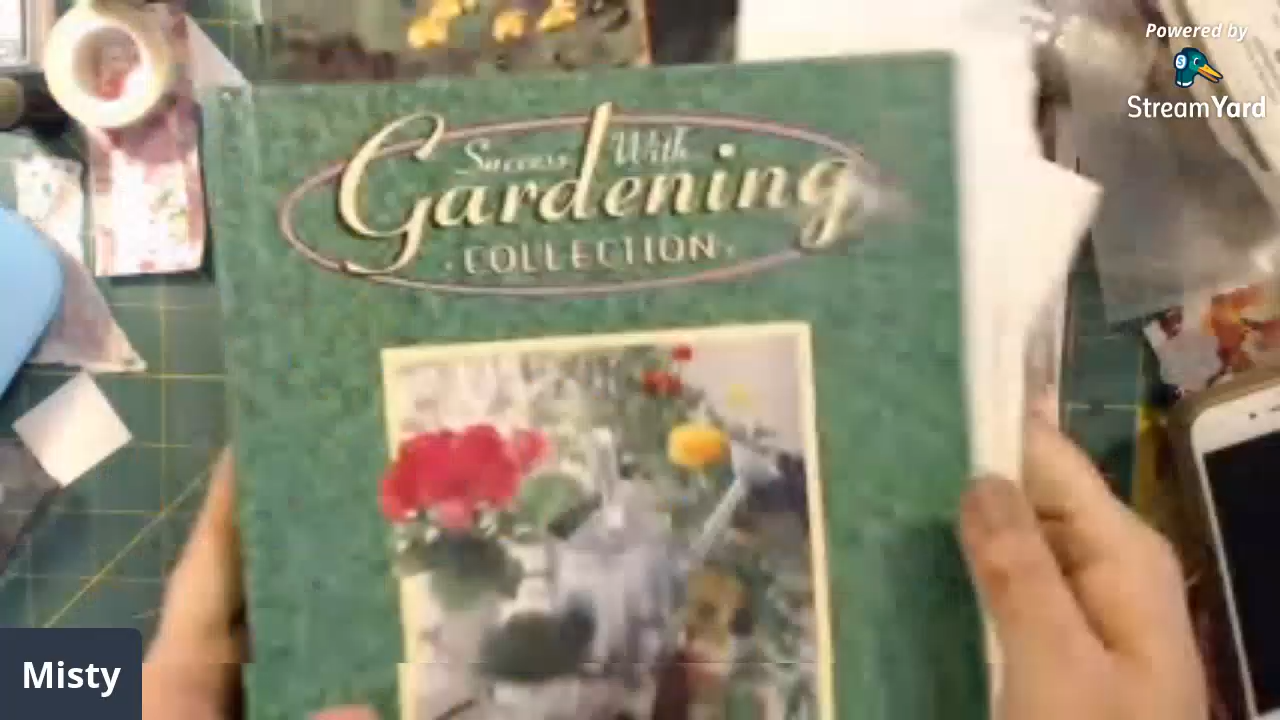 Powered by
StreamYard
Success With
Gardening
· COLLECTION ·
Misty